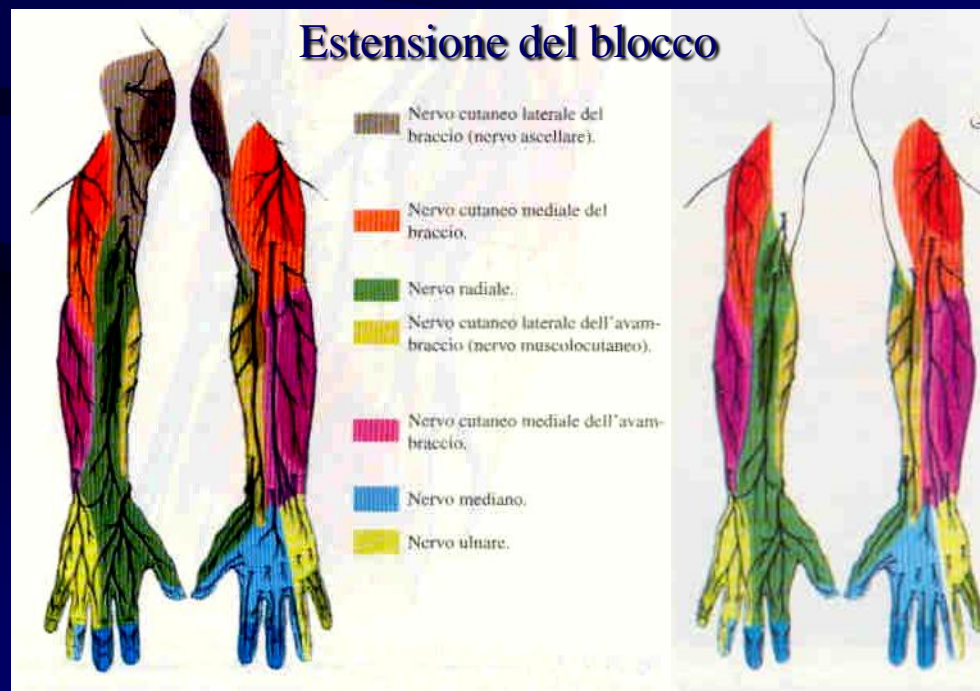 Estensione del blocco
Nervo cutaneo laterale del
braccio (nervo ascellare).
Nervo cutaneo mediale del
braccio.
Nervo radiale.
Nervo cutaneo laterale dell'avam-
braccio (nervo muscolocutaneo).
Nervo cutaneo mediale dell'avam-
braccio.
Nervo mediano.
Nervo ulnare.